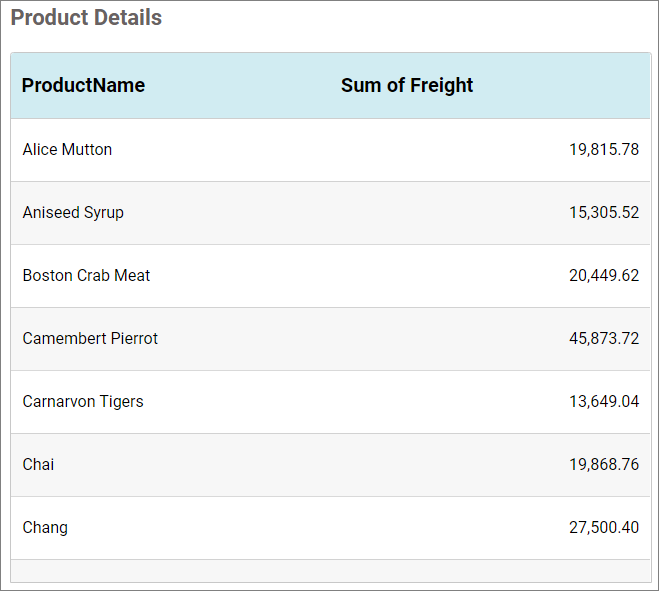 Product Details
ProductName Sum of Freight
Alice Mutton 19,815.78
Aniseed Syrup 15,305.52
Boston Crab Meat 20,449.62
Camembert Pierrot 45,873.72
Carnarvon Tigers 13,649.04
Chai 19,868.76
Chang 27,500.40